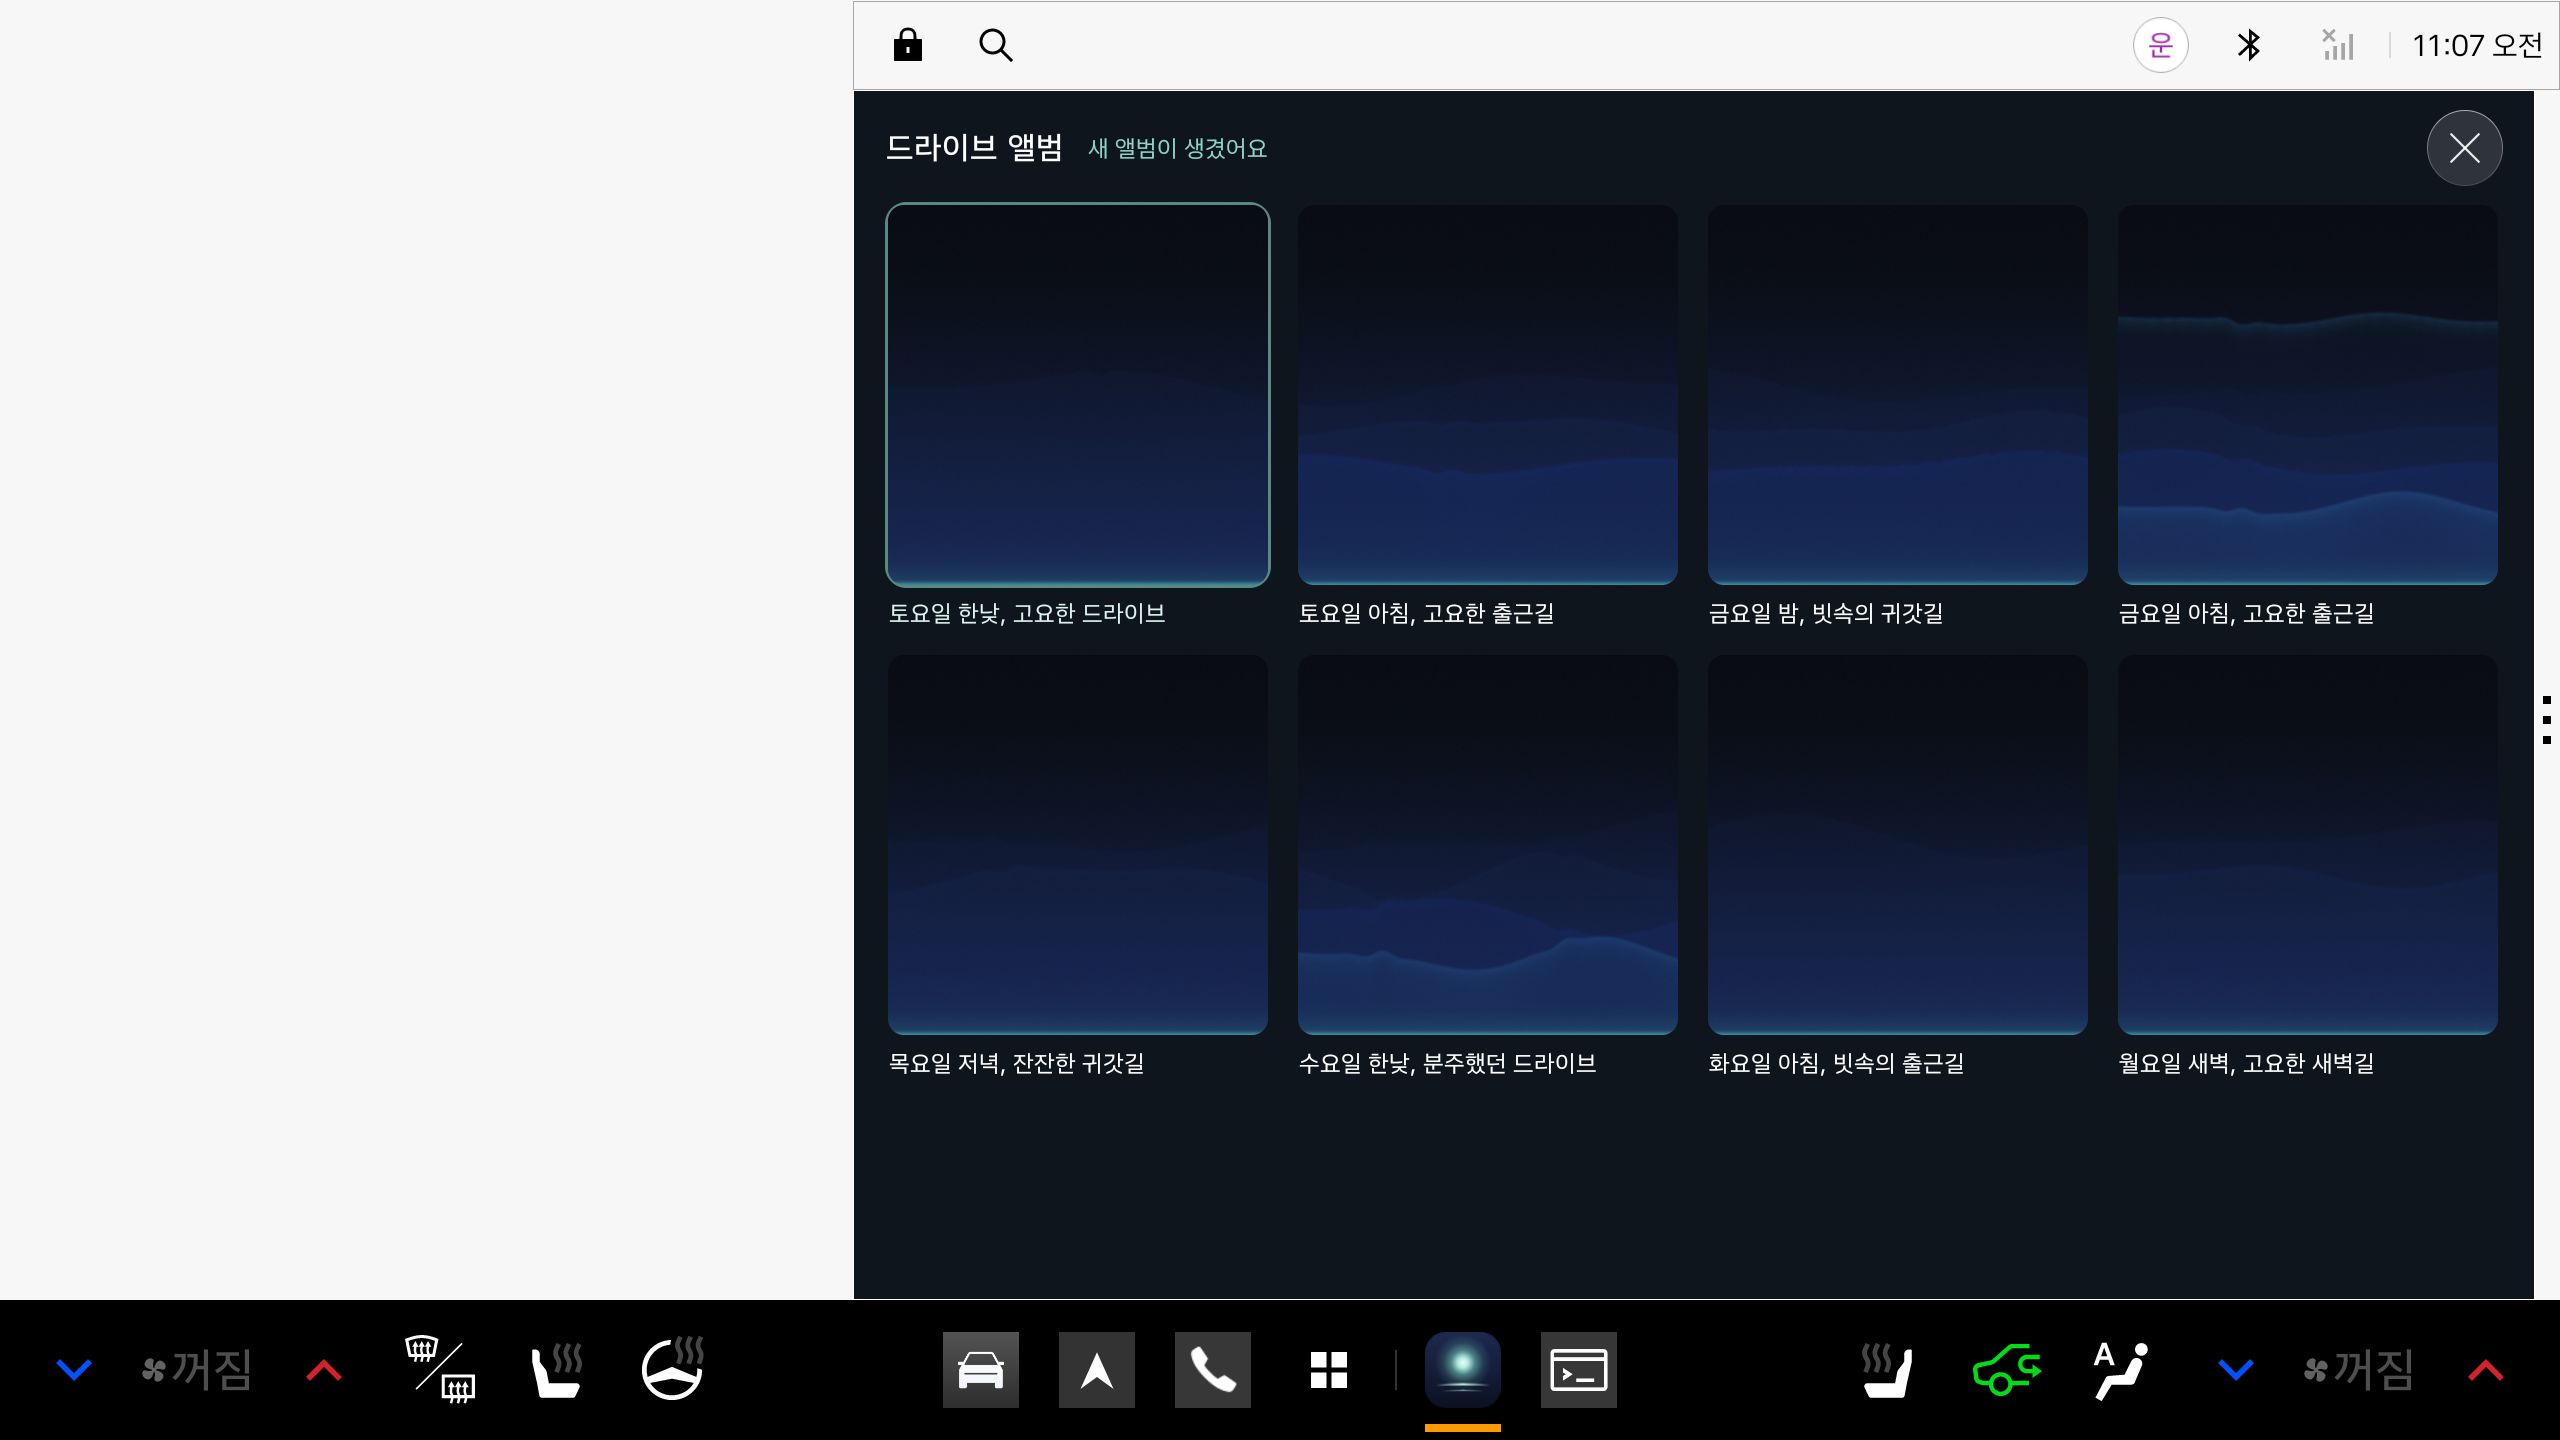 운
11:07 오전
드라이브 앨범 새 앨범이 생겼어요
토요일 한낮, 고요한 드라이브
토요일 아침, 고요한 출근길
금요일 밤, 빗속의 귀갓길
금요일 아침, 고요한 출근길
목요일 저녁, 잔잔한 귀갓길
수요일 한낮, 분주했던 드라이브
화요일 아침, 빗속의 출근길
월요일 새벽, 고요한 새벽길
꺼짐
A
꺼짐